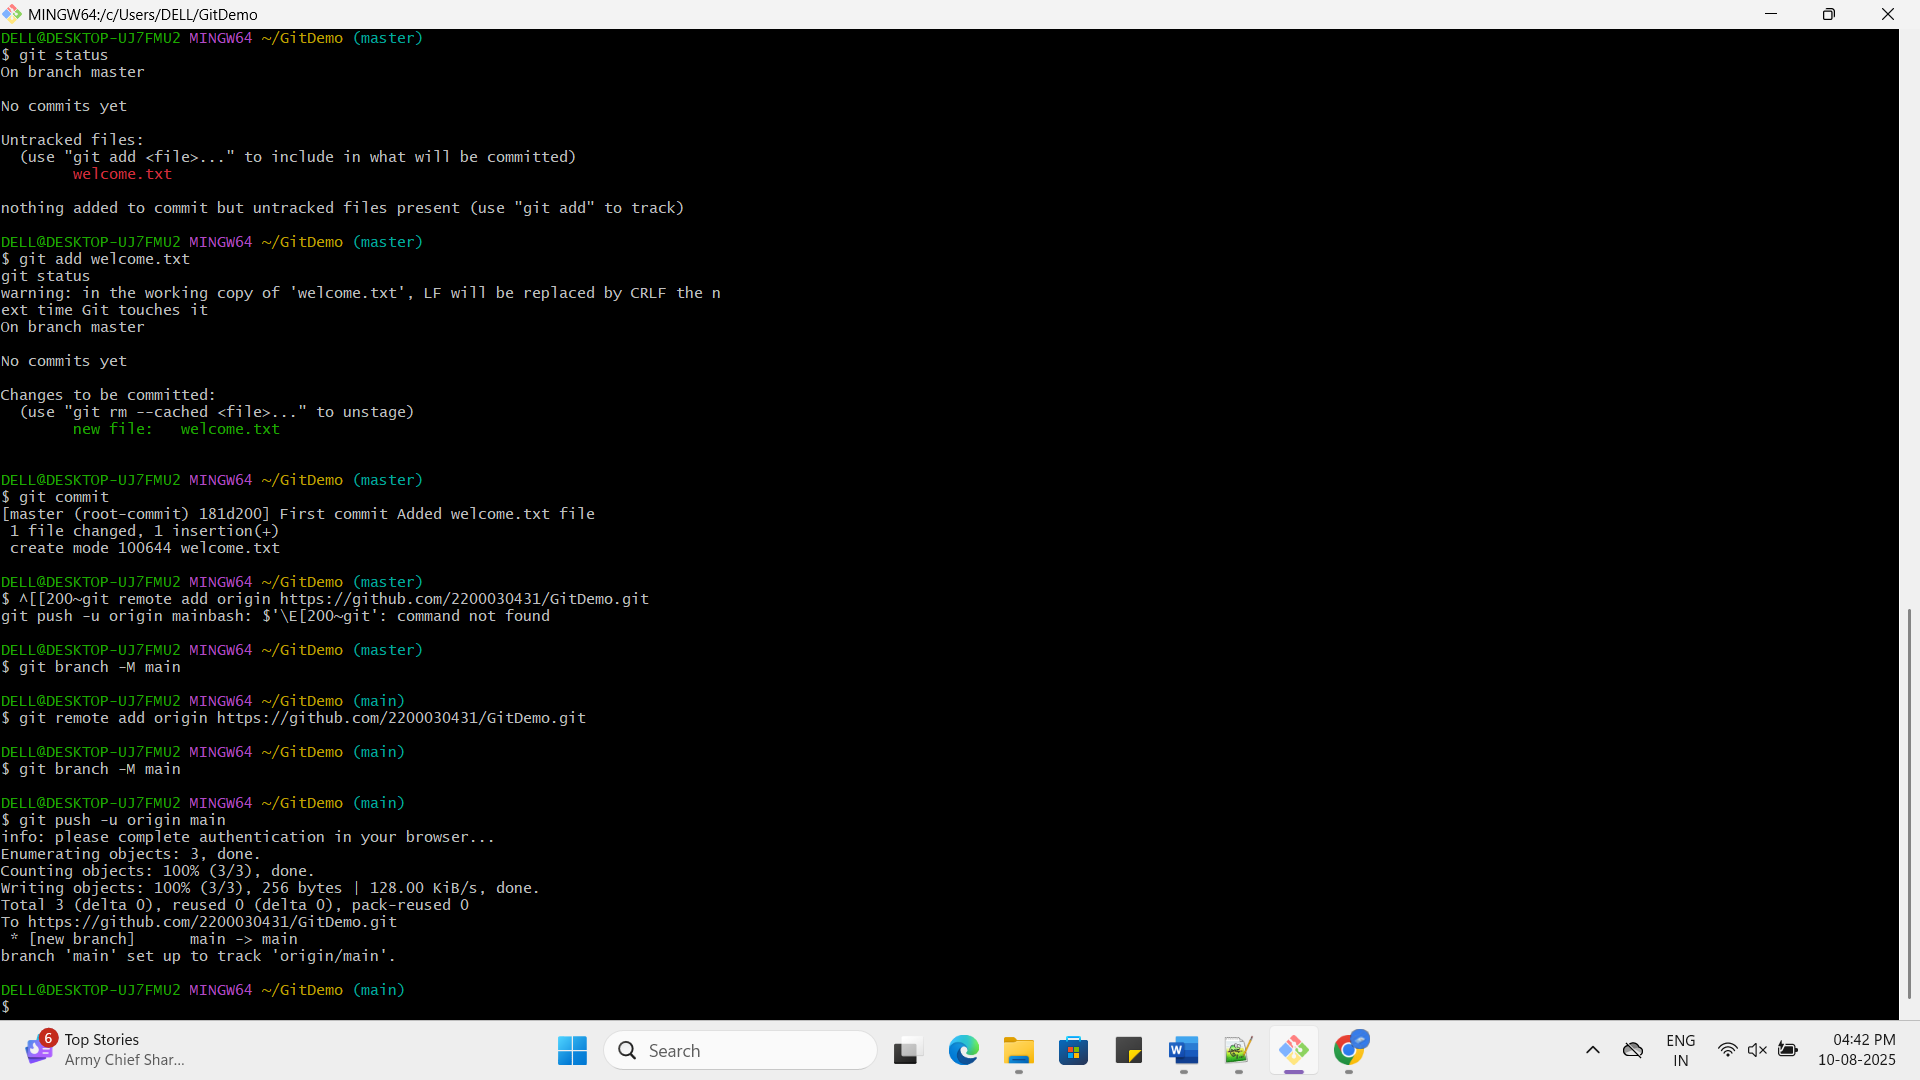 MINGW64:/c/Users/DELL/GitDemo
DELL@DESKTOP-UJ7FMU2 MINGW64 ~/GitDemo (master)
$ git status
On branch master
No commits yet
Untracked files:
  (use "git add <file>..." to include in what will be committed)
        welcome.txt
nothing added to commit but untracked files present (use "git add" to track)
DELL@DESKTOP-UJ7FMU2 MINGW64 ~/GitDemo (master)
$ git add welcome.txt
git status
warning: in the working copy of 'welcome.txt', LF will be replaced by CRLF the n
ext time Git touches it
On branch master
No commits yet
Changes to be committed:
  (use "git rm --cached <file>..." to unstage)
        new file:   welcome.txt
DELL@DESKTOP-UJ7FMU2 MINGW64 ~/GitDemo (master)
$ git commit
[master (root-commit) 181d200] First commit Added welcome.txt file
 1 file changed, 1 insertion(+)
 create mode 100644 welcome.txt
DELL@DESKTOP-UJ7FMU2 MINGW64 ~/GitDemo (master)
$ ^[[200~git remote add origin https://github.com/2200030431/GitDemo.git
git push -u origin mainbash: $'\E[200~git': command not found
DELL@DESKTOP-UJ7FMU2 MINGW64 ~/GitDemo (master)
$ git branch -M main
DELL@DESKTOP-UJ7FMU2 MINGW64 ~/GitDemo (main)
$ git remote add origin https://github.com/2200030431/GitDemo.git
DELL@DESKTOP-UJ7FMU2 MINGW64 ~/GitDemo (main)
$ git branch -M main
DELL@DESKTOP-UJ7FMU2 MINGW64 ~/GitDemo (main)
$ git push -u origin main
info: please complete authentication in your browser...
Enumerating objects: 3, done.
Counting objects: 100% (3/3), done.
Writing objects: 100% (3/3), 256 bytes | 128.00 KiB/s, done.
Total 3 (delta 0), reused 0 (delta 0), pack-reused 0
To https://github.com/2200030431/GitDemo.git
 * [new branch]      main -> main
branch 'main' set up to track 'origin/main'.
DELL@DESKTOP-UJ7FMU2 MINGW64 ~/GitDemo (main)
$
6
Top Stories
Army Chief Shar...
Search
W
ENG
IN
04:42 PM
10-08-2025